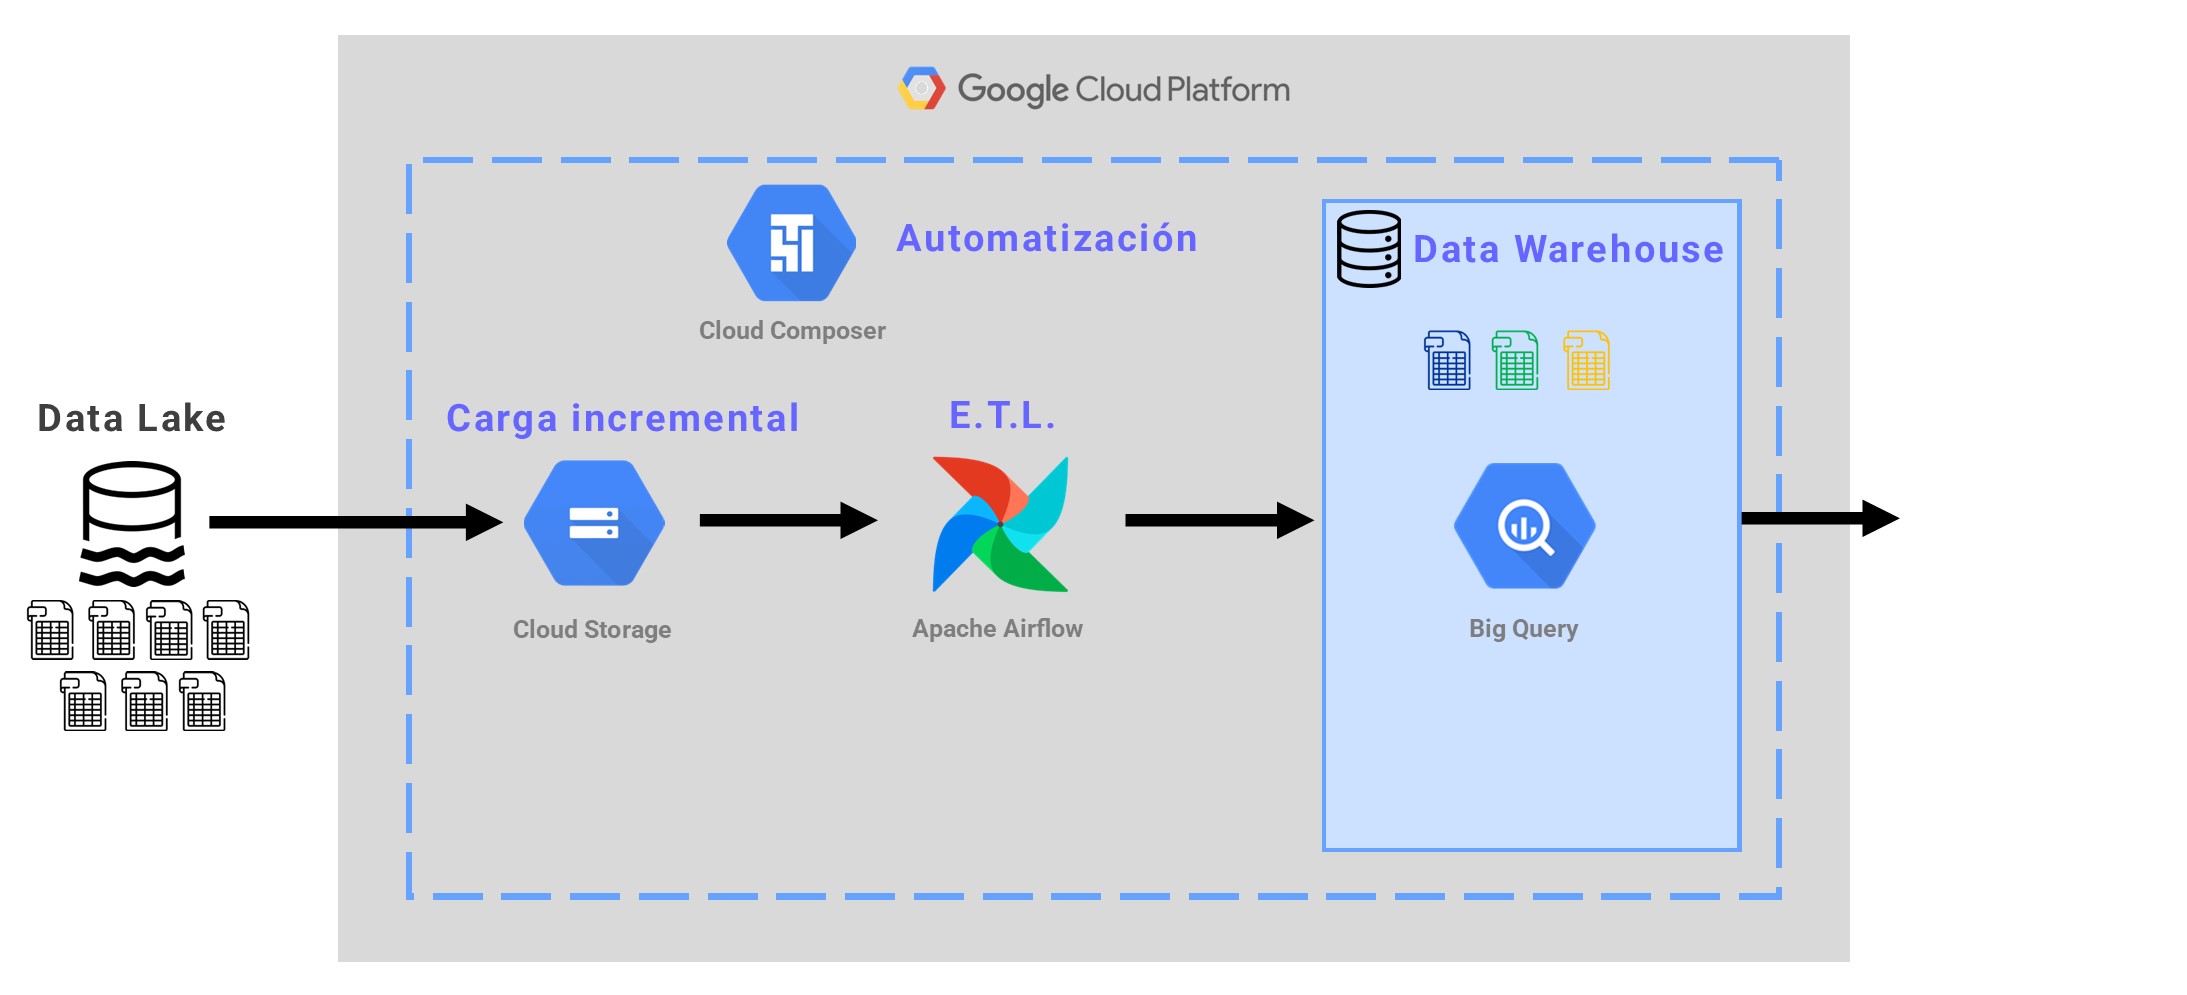 Google Cloud Platform
Automatización
Data Warehouse
Cloud Composer
Data Lake
Carga incremental
E.T.L.
Cloud Storage
Apache Airflow
Big Query